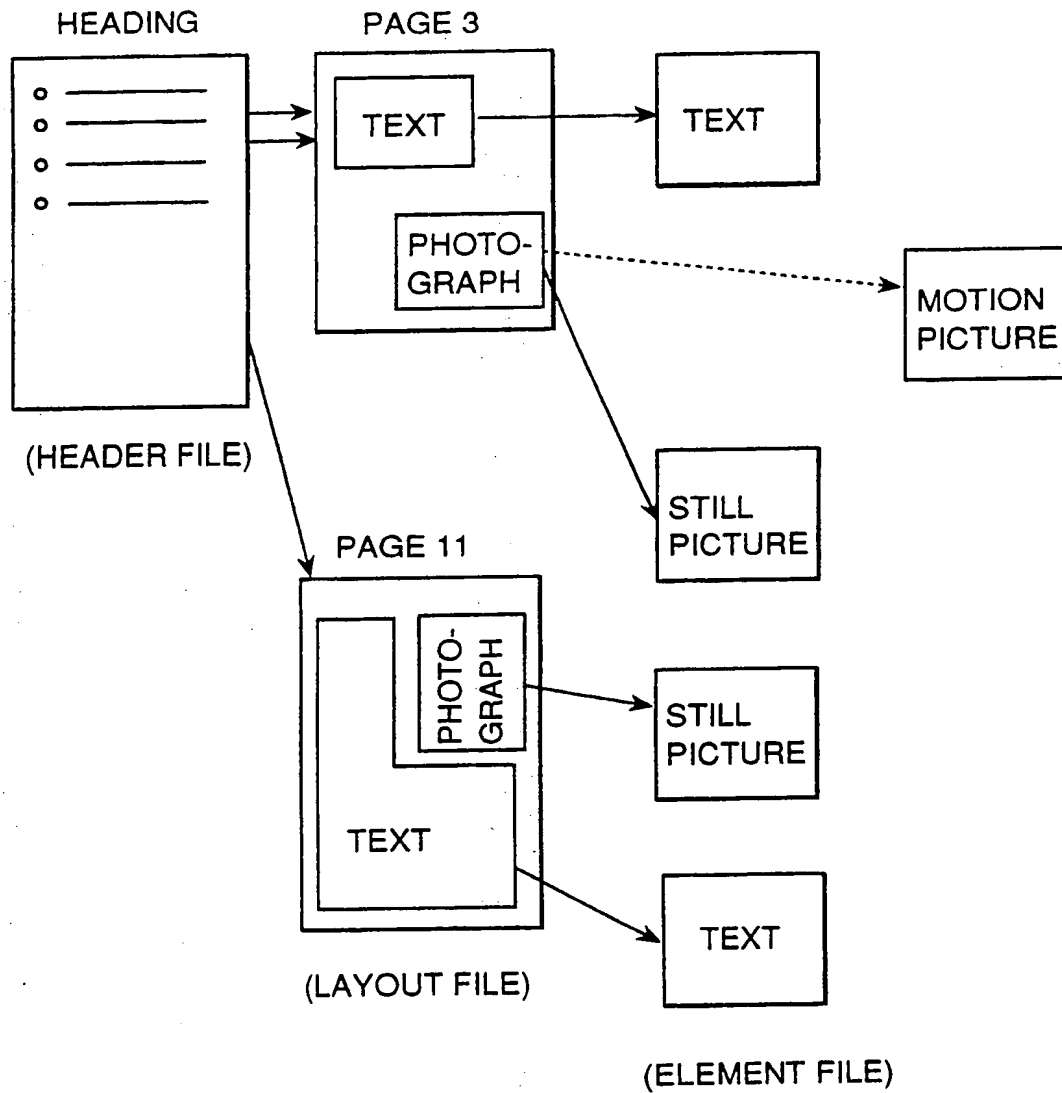 HEADING
PAGE 3
TEXT
TEXT
PHOTO-
GRAPH
MOTION
PICTURE
(HEADER FILE)
STILL
PICTURE
PAGE 11
PHOTO-
GRAPH
STILL
PICTURE
TEXT
TEXT
(LAYOUT FILE)
(ELEMENT FILE)